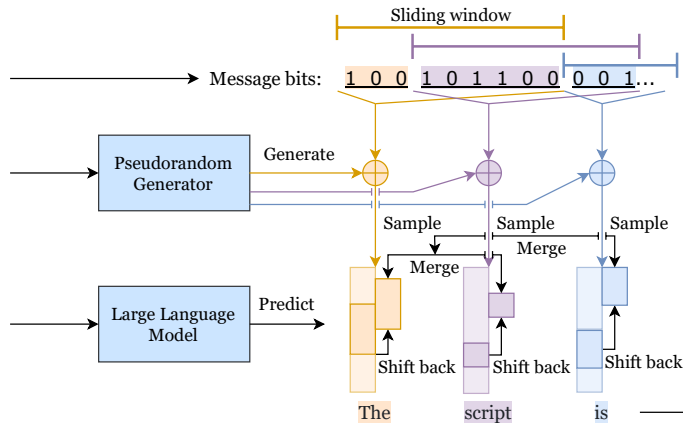 Sliding window
Message bits: 1 0 0 1 0 1 1 0 0 0 0 1...
Pseudorandom
Generator
Generate
Sample Sample Sample
Merge
Merge
Large Language
Model
Predict
Shift back Shift back Shift back
The script is